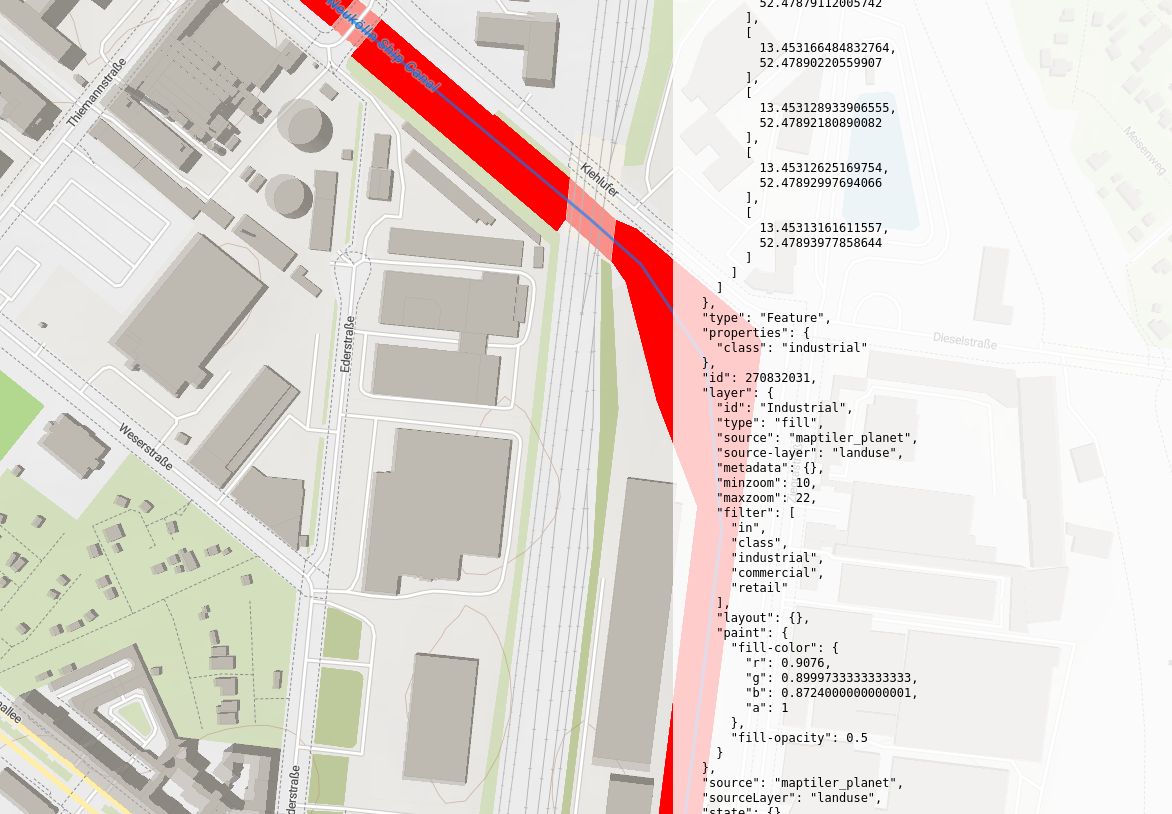 Neukölln Ship Canal
Thiemannstraße
Kiehlufer
Ederstraße
Weserstraße
52.47879112005742
],
[
13.453166484832764,
52.47890220559907
],
[
13.453128933906555,
52.47892180890082
],
[
13.45312625169754,
52.47892997694066
],
[
13.45313161611557,
52.47893977858644
]
]
]
},
"type": "Feature",
"properties": {
"class": "industrial"
},
"id": 270832031,
"layer": {
"id": "Industrial",
"type": "fill",
"source": "maptiler_planet",
"source-layer": "landuse",
"metadata": {},
"minzoom": 10,
"maxzoom": 22,
"filter": [
"in",
"class",
"industrial",
"commercial",
"retail"
],
"layout": {},
"paint": {
"fill-color": {
"r": 0.9076,
"g": 0.8999733333333333,
"b": 0.8724000000000001,
"a": 1
},
"fill-opacity": 0.5
}
},
"source": "maptiler_planet",
"sourceLayer": "landuse",
"state": {},
Meisenweg
Dieselstraße
nallee
derstraße